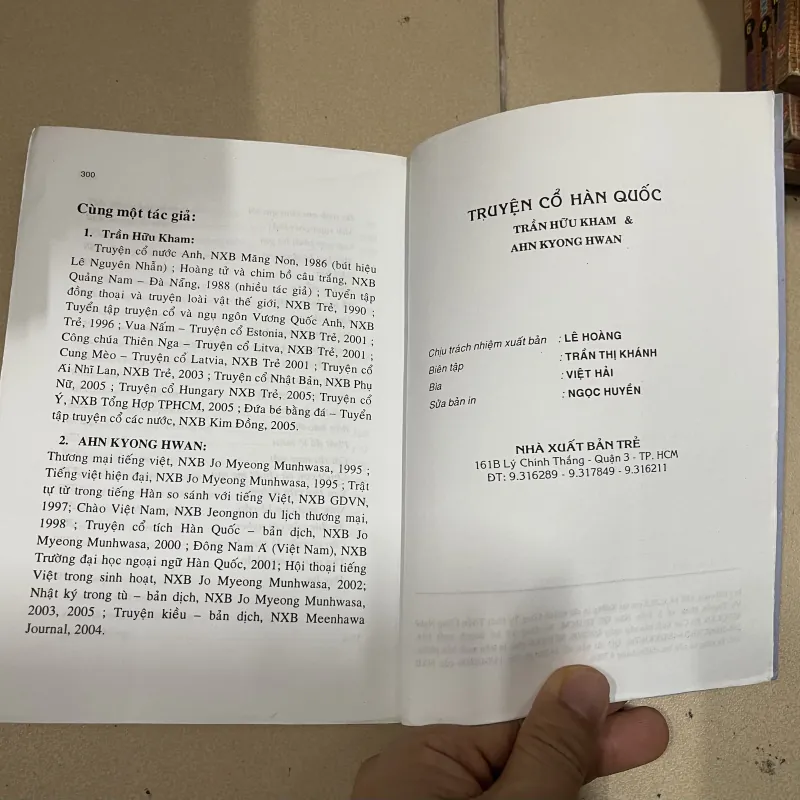 300
Cùng một tác giả:
1. Trần Hữu Kham:
Truyện cổ nước Anh, NXB Măng Non, 1986 (bút hiệu
Lê Nguyên Nhẫn) ; Hoàng tử và chim bồ câu trắng, NXB
Quảng Nam – Đà Nẵng, 1988 (nhiều tác giả) ; Tuyển tập
đồng thoại và truyện loài vật thế giới, NXB Trẻ, 1990 ;
Tuyển tập truyện cổ và ngụ ngôn Vương Quốc Anh, NXB
Trẻ, 1996 ; Vua Nấm – Truyện cổ Estonia, NXB Trẻ, 2001 ;
Công chúa Thiên Nga – Truyện cổ Litva, NXB Trẻ, 2001 ;
Cung Mèo – Truyện cổ Latvia, NXB Trẻ 2001 ; Truyện cổ
Ai Nhĩ Lan, NXB Trẻ, 2003 ; Truyện cổ Nhật Bản, NXB Phụ
Nữ, 2005 ; Truyện cổ Hungary NXB Trẻ, 2005; Truyện cổ
Ý, NXB Tổng Hợp TPHCM, 2005 ; Đứa bé bằng đá – Tuyển
tập truyện cổ các nước, NXB Kim Đồng, 2005.
2. AHN KYONG HWAN:
Thương mại tiếng việt, NXB Jo Myeong Munhwasa, 1995 ;
Tiếng việt hiện đại, NXB Jo Myeong Munhwasa, 1995 ; Trật
tự từ trong tiếng Hàn so sánh với tiếng Việt, NXB GDVN,
1997; Chào Việt Nam, NXB Jeongnon du lịch thương mại,
1998 ; Truyện cổ tích Hàn Quốc – bản dịch, NXB Jo
Myeong Munhwasa, 2000 ; Đông Nam Á (Việt Nam), NXB
Trường đại học ngoại ngữ Hàn Quốc, 2001; Hội thoại tiếng
Việt trong sinh hoạt, NXB Jo Myeong Munhwasa, 2002;
Nhật ký trong tù – bản dịch, NXB Jo Myeong Munhwasa,
2003, 2005 ; Truyện kiều – bản dịch, NXB Meenhawa
Journal, 2004.
TRUYỆN CỔ HÀN QUỐC
TRẦN HỮU KHAM &
AHN KYONG HWAN
Chịu trách nhiệm xuất bản : LÊ HOÀNG
Biên tập : TRẦN THỊ KHÁNH
Bìa : VIỆT HẢI
Sửa bản in : NGỌC HUYỀN
NHÀ XUẤT BẢN TRẺ
161B Lý Chính Thắng - Quận 3 - TP. HCM
ĐT: 9.316289 - 9.317849 - 9.316211